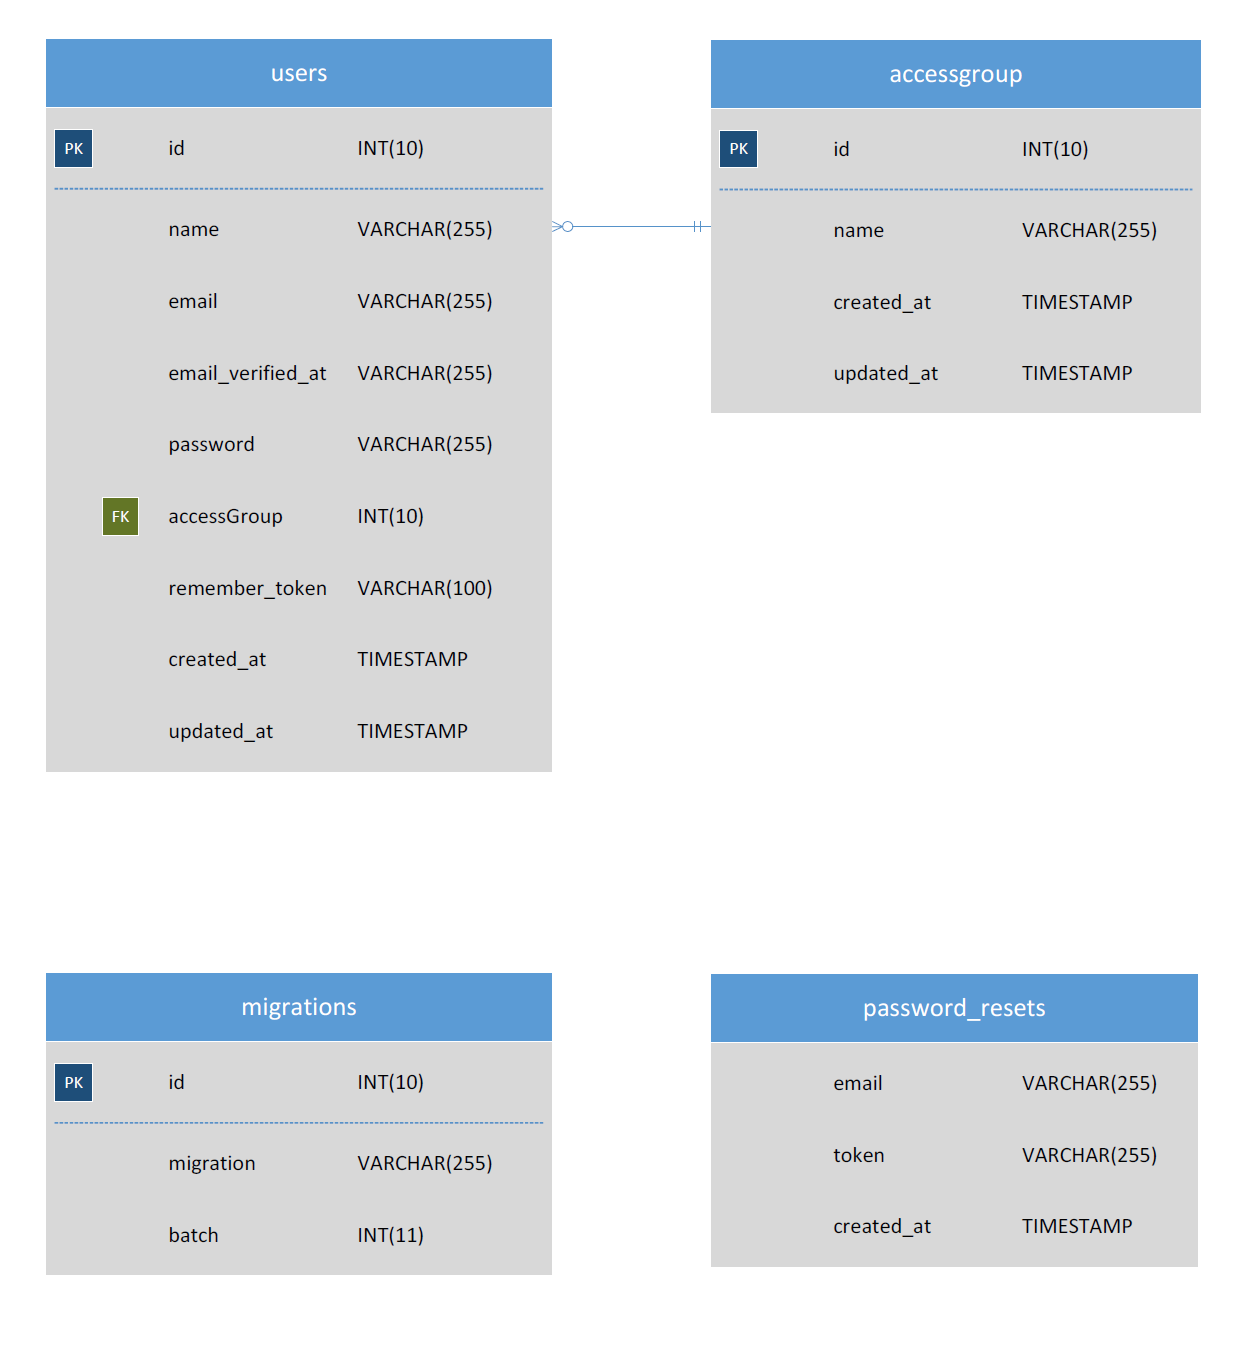 users
PK id INT(10)
name VARCHAR(255)
email VARCHAR(255)
email_verified_at VARCHAR(255)
password VARCHAR(255)
FK accessGroup INT(10)
remember_token VARCHAR(100)
created_at TIMESTAMP
updated_at TIMESTAMP
accessgroup
PK id INT(10)
name VARCHAR(255)
created_at TIMESTAMP
updated_at TIMESTAMP
migrations
PK id INT(10)
migration VARCHAR(255)
batch INT(11)
password_resets
email VARCHAR(255)
token VARCHAR(255)
created_at TIMESTAMP